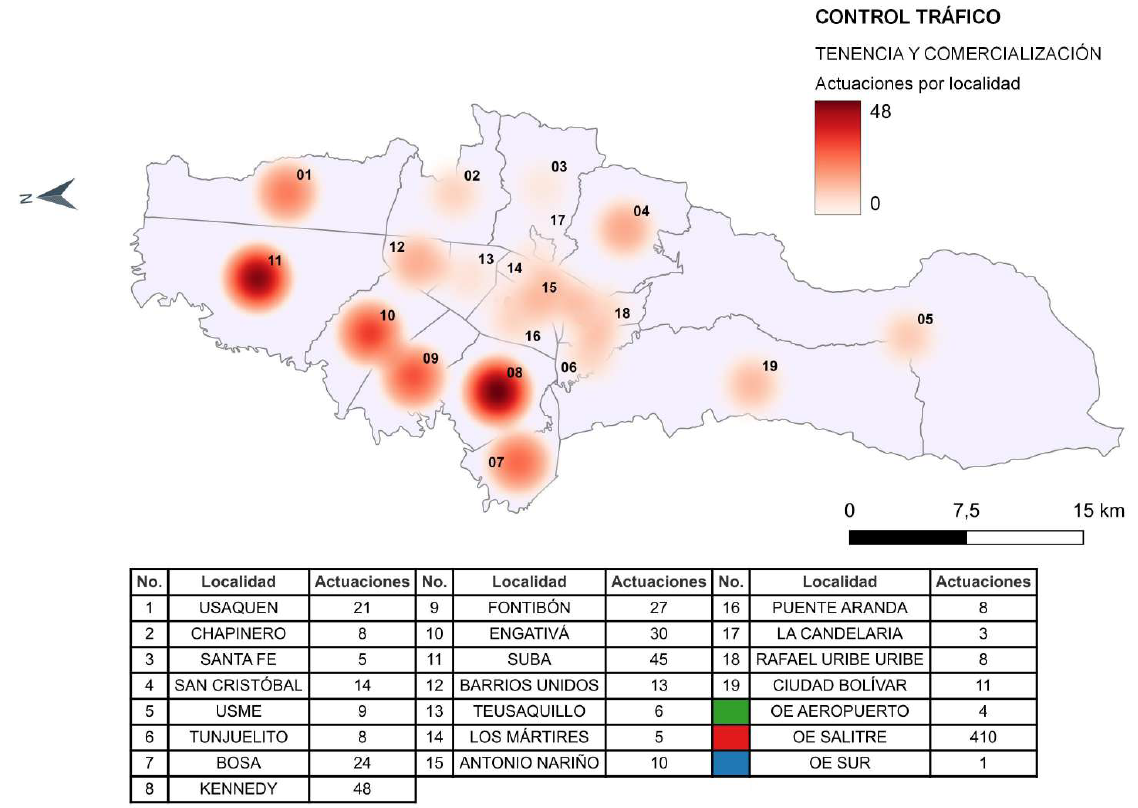 CONTROL TRÁFICO
TENENCIA Y COMERCIALIZACIÓN
Actuaciones por localidad
48
0
N
01
02
03
04
17
12
13
11
14
15
10
18
05
16
09
06
19
08
07
0 7,5 15 km
No. Localidad Actuaciones No. Localidad Actuaciones No. Localidad Actuaciones
1 USAQUEN 21 9 FONTIBÓN 27 16 PUENTE ARANDA 8
2 CHAPINERO 8 10 ENGATIVÁ 30 17 LA CANDELARIA 3
3 SANTA FE 5 11 SUBA 45 18 RAFAEL URIBE URIBE 8
4 SAN CRISTÓBAL 14 12 BARRIOS UNIDOS 13 19 CIUDAD BOLÍVAR 11
5 USME 9 13 TEUSAQUILLO 6 OE AEROPUERTO 4
6 TUNJUELITO 8 14 LOS MÁRTIRES 5 OE SALITRE 410
7 BOSA 24 15 ANTONIO NARIÑO 10 OE SUR 1
8 KENNEDY 48